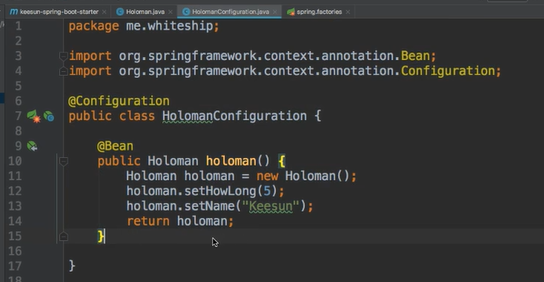 keesun-spring-boot-starter × Holoman.java × HolomanConfiguration.java × spring.factories ×
1 package me.whiteship;
2
3 import org.springframework.context.annotation.Bean;
4 import org.springframework.context.annotation.Configuration;
5
6 @Configuration
7 public class HolomanConfiguration {
8
9 @Bean
10 public Holoman holoman() {
11 Holoman holoman = new Holoman();
12 holoman.setHowLong(5);
13 holoman.setName("Keesun");
14 return holoman;
15 }
16
17 }
18